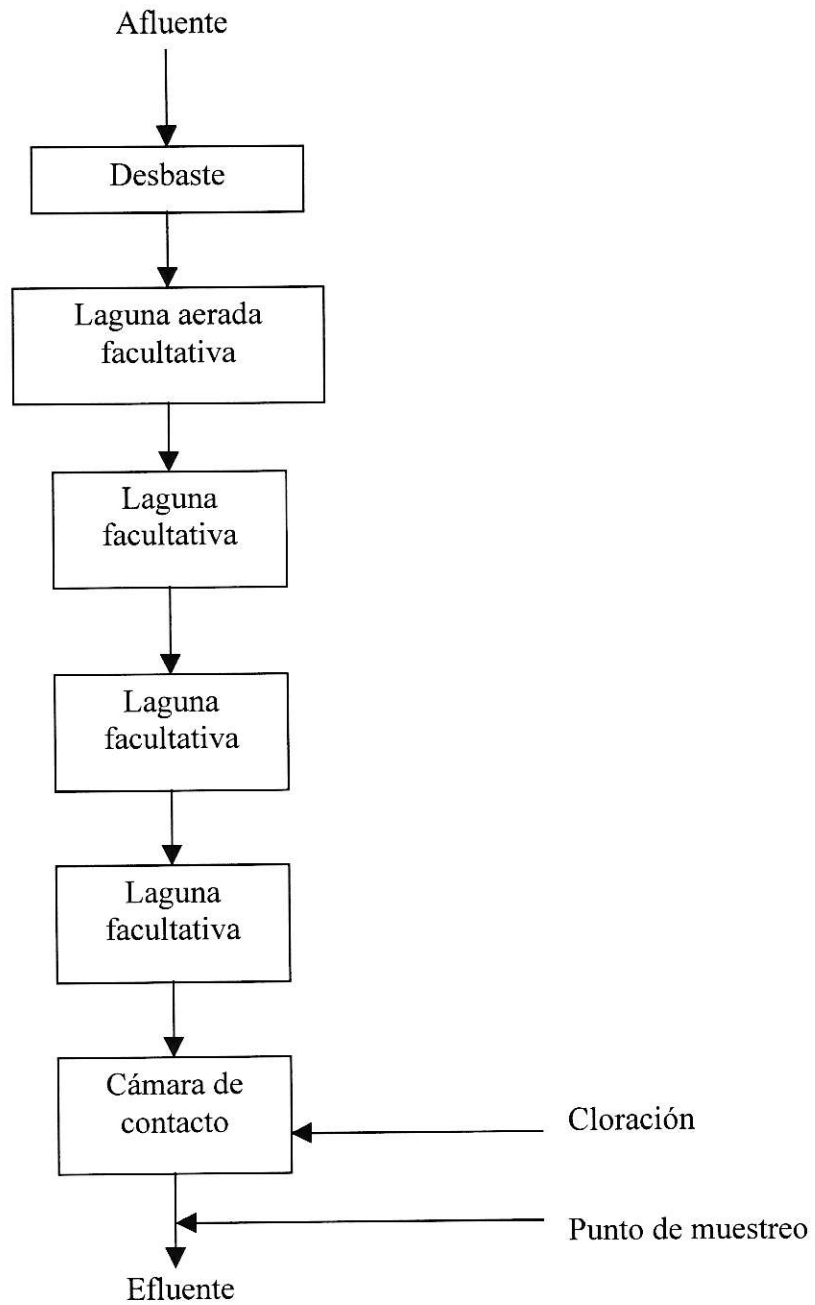 Afluente
Desbaste
Laguna aerada
facultativa
Laguna
facultativa
Laguna
facultativa
Laguna
facultativa
Cámara de
contacto
Cloración
Punto de muestreo
Efluente